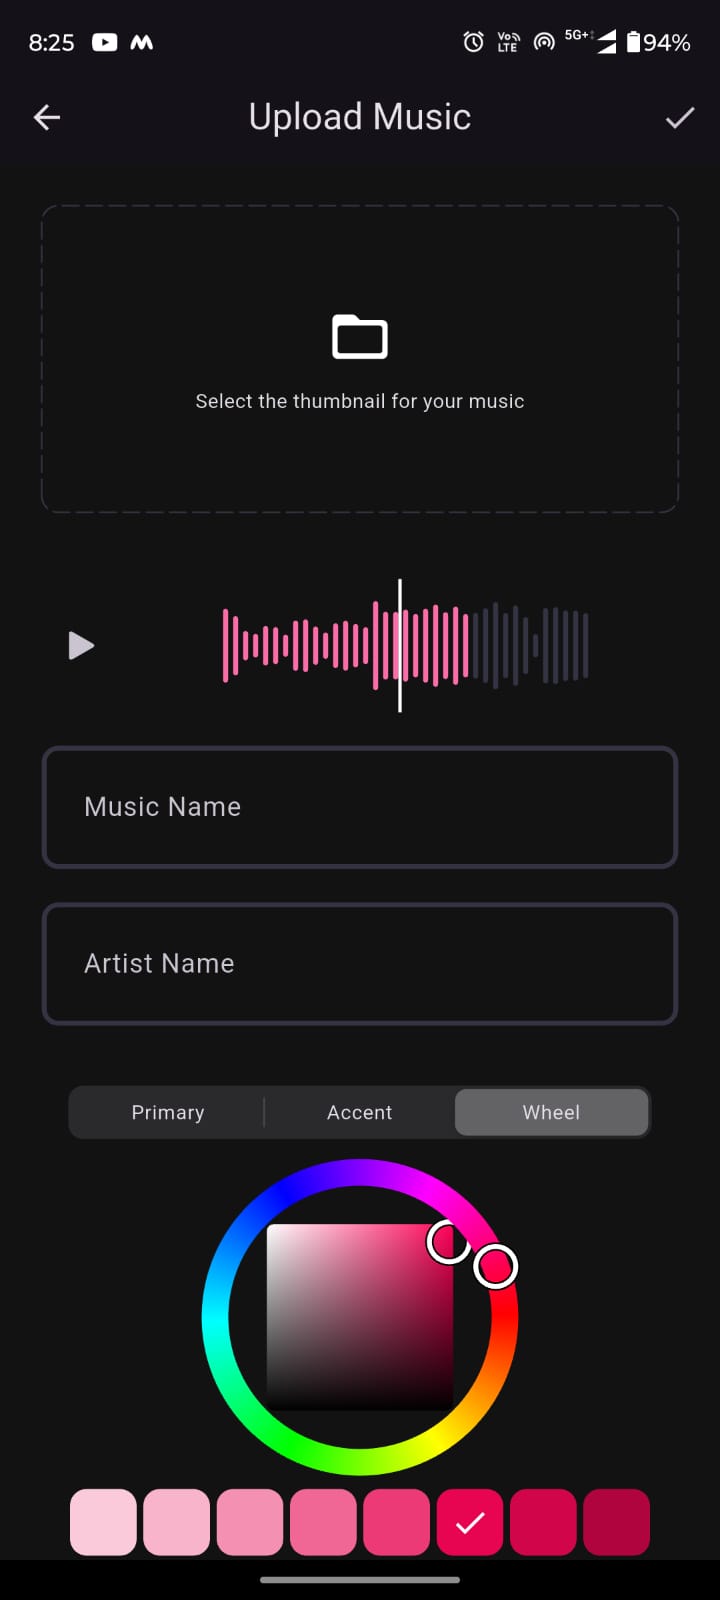 8:25
Vo))
LTE
5G+
94%
Upload Music
Select the thumbnail for your music
Music Name
Artist Name
Primary
Accent
Wheel